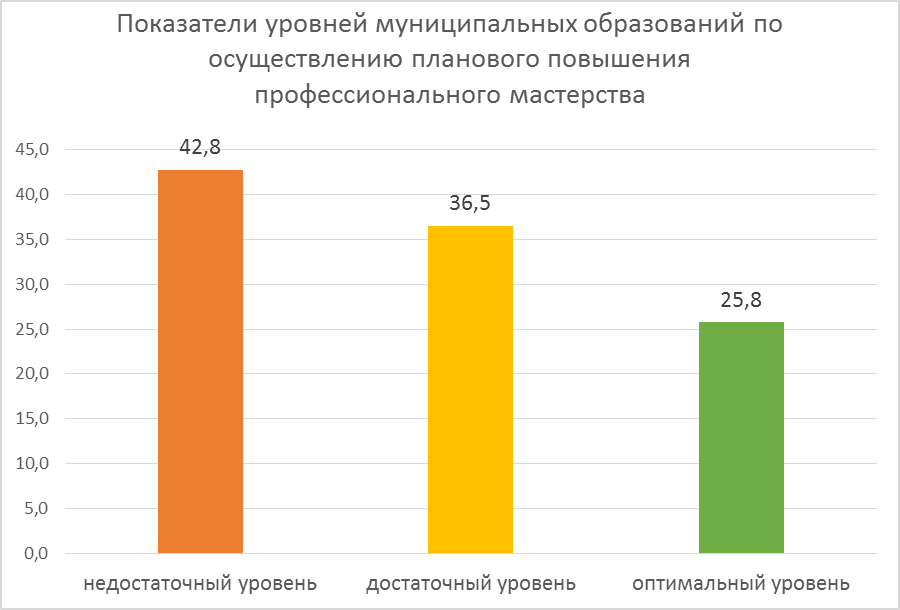 Показатели уровней муниципальных образований по
осуществлению планового повышения
профессионального мастерства
45,0
40,0
35,0
30,0
25,0
20,0
15,0
10,0
5,0
0,0
42,8
36,5
25,8
недостаточный уровень
достаточный уровень
оптимальный уровень